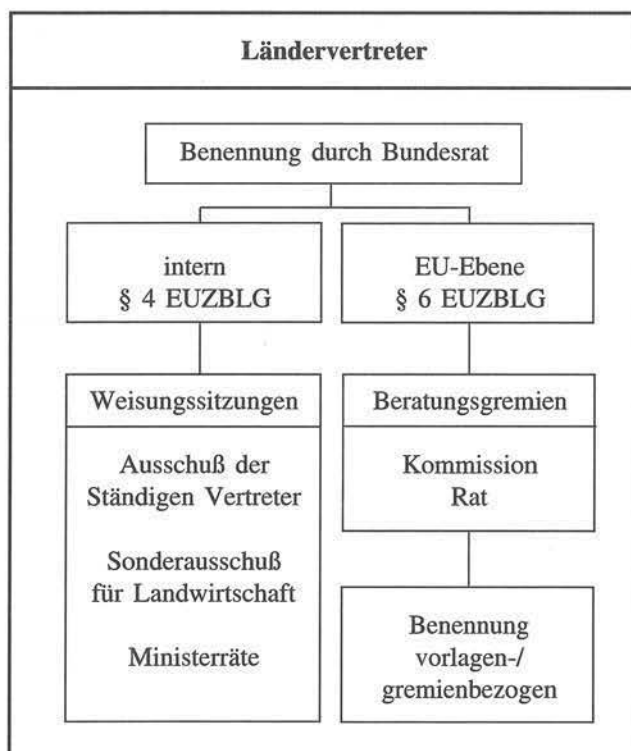 Ländervertreter
Benennung durch Bundesrat
intern
§ 4 EUZBLG
EU-Ebene
§ 6 EUZBLG
Weisungssitzungen
Ausschuß der
Ständigen Vertreter
Sonderausschuß
für Landwirtschaft
Ministerräte
Beratungsgremien
Kommission
Rat
Benennung
vorlagen-/
gremienbezogen